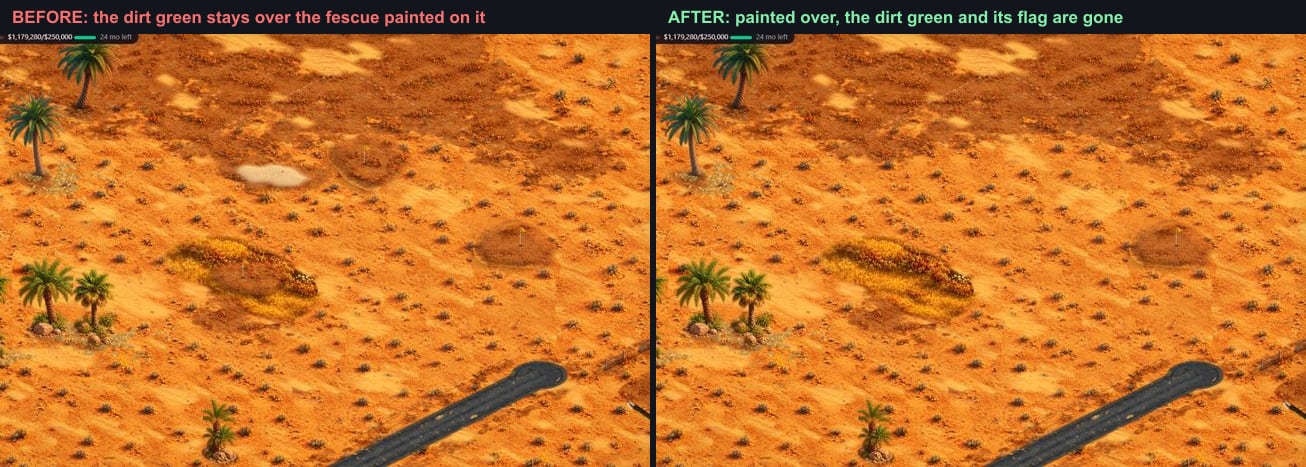 BEFORE: the dirt green stays over the fescue painted on it
$1,179,280/$250,000 24 mo left
AFTER: painted over, the dirt green and its flag are gone
$1,179,280/$250,000 24 mo left